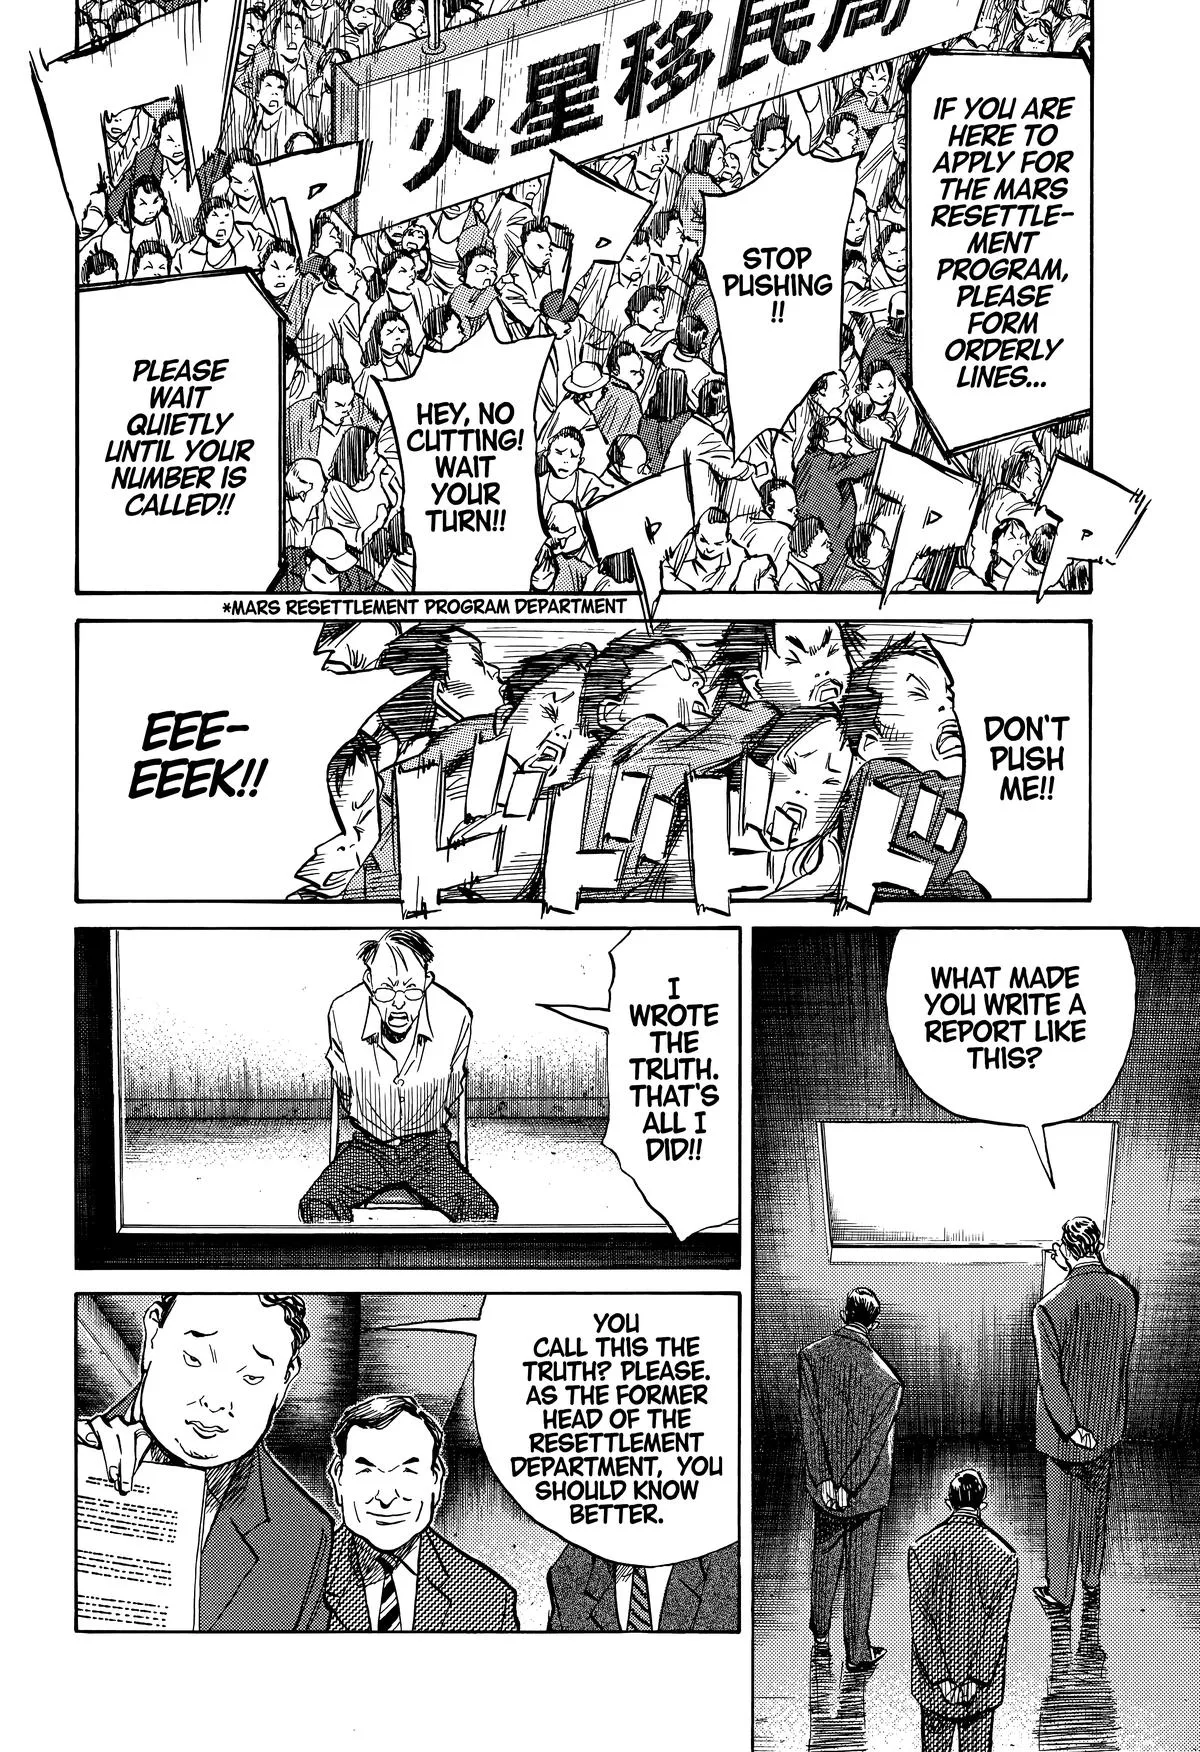 火星移民局
IF YOU ARE
HERE TO
APPLY FOR
THE MARS
RESETTLE-
MENT
PROGRAM,
PLEASE
FORM
ORDERLY
LINES...
STOP
PUSHING
!!
HEY, NO
CUTTING!
WAIT
YOUR
TURN!!
PLEASE
WAIT
QUIETLY
UNTIL YOUR
NUMBER IS
CALLED!!
*MARS RESETTLEMENT PROGRAM DEPARTMENT
DON'T
PUSH
ME!!
EEE-
EEEK!!
WHAT MADE
YOU WRITE A
REPORT LIKE
THIS?
I
WROTE
THE
TRUTH.
THAT'S
ALL I
DID!!
YOU
CALL THIS THE
TRUTH? PLEASE.
AS THE FORMER
HEAD OF THE
RESETTLEMENT
DEPARTMENT, YOU
SHOULD KNOW
BETTER.